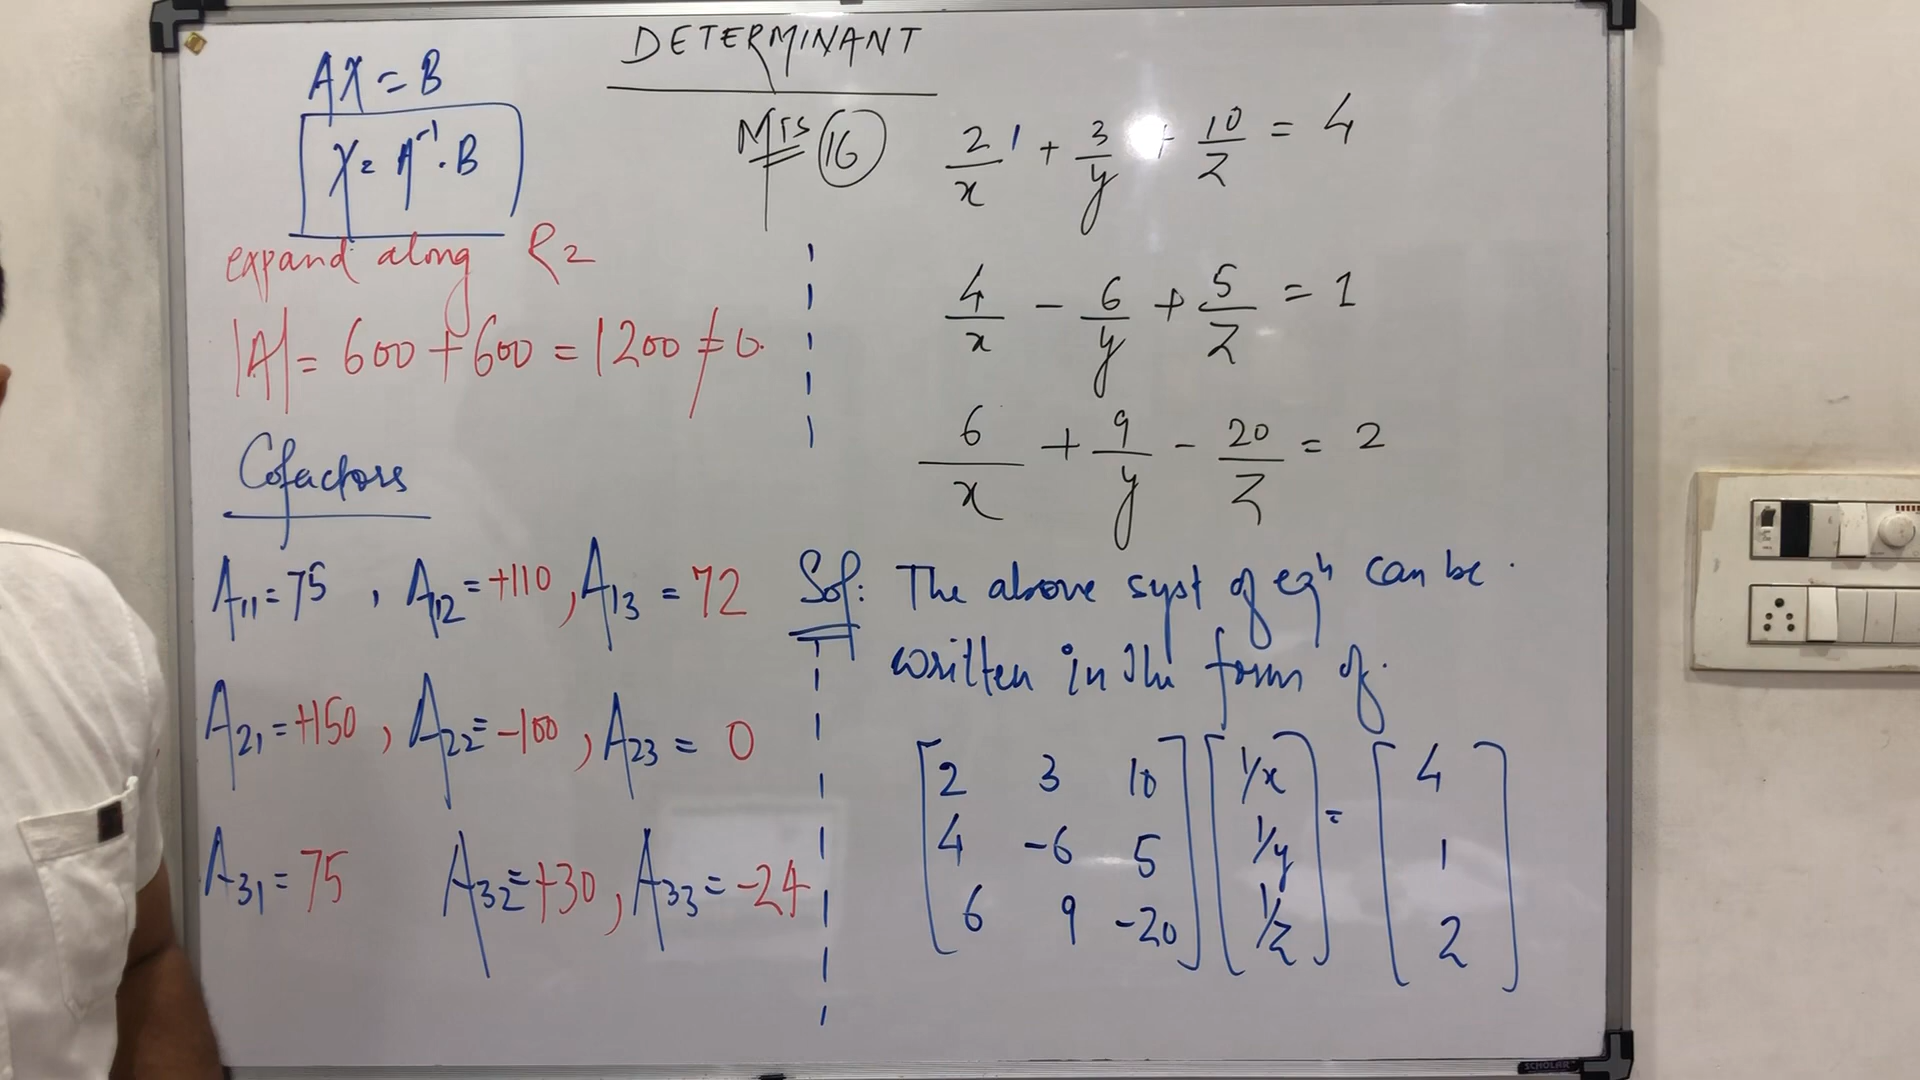 DETERMINANT
AX = B
X = A⁻¹·B
expand along R2
|A| = 600 + 600 = 1200 ≠ 0.
Cofactors
A11 = 75 , A12 = +110 , A13 = 72
A21 = +150 , A22 = -100 , A23 = 0
A31 = 75 A32 = +30 , A33 = -24
16
2/x + 3/y + 10/z = 4
4/x - 6/y + 5/z = 1
6/x + 9/y - 20/z = 2
Sol: The above syst of eqn can be
written in the form of
[2 3 10] [1/x] = [4]
[4 -6 5] [1/y] [1]
[6 9 -20] [1/z] [2]
SCHOLAR